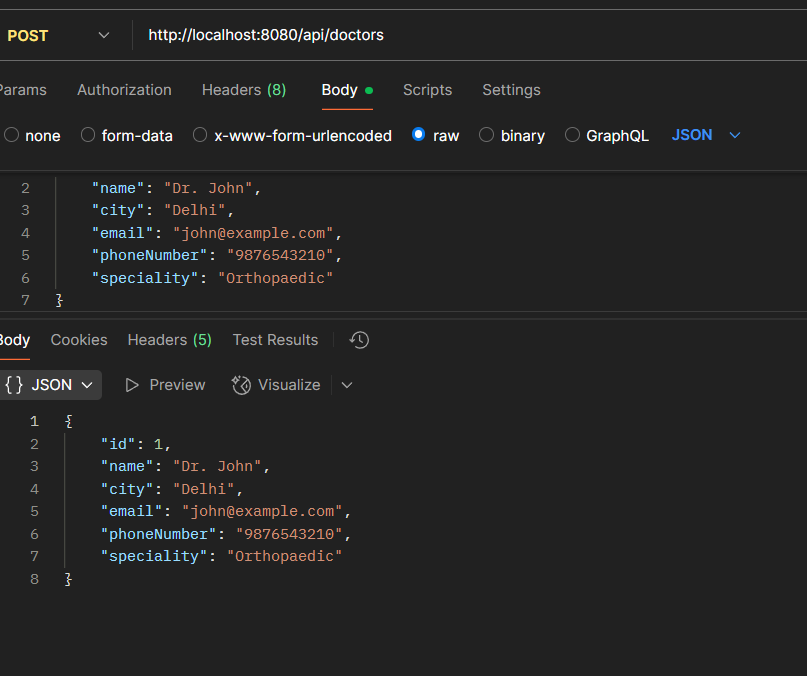 POST http://localhost:8080/api/doctors
Params Authorization Headers (8) Body Scripts Settings
none form-data x-www-form-urlencoded raw binary GraphQL JSON
2 "name": "Dr. John",
3 "city": "Delhi",
4 "email": "john@example.com",
5 "phoneNumber": "9876543210",
6 "speciality": "Orthopaedic"
7 }
Body Cookies Headers (5) Test Results
{} JSON Preview Visualize
1 {
2 "id": 1,
3 "name": "Dr. John",
4 "city": "Delhi",
5 "email": "john@example.com",
6 "phoneNumber": "9876543210",
7 "speciality": "Orthopaedic"
8 }